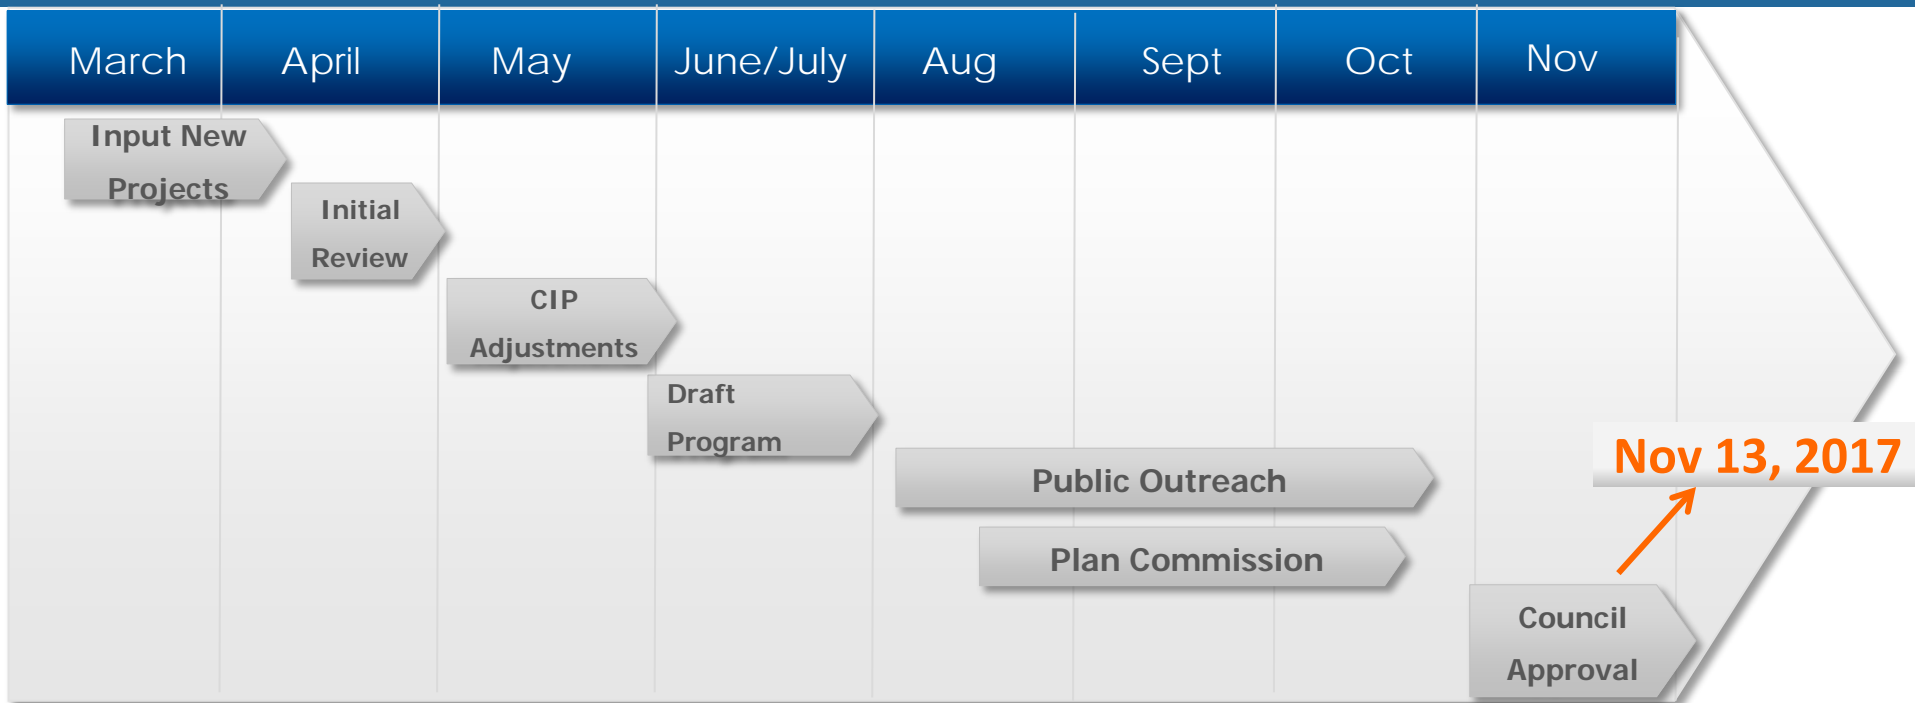 March April May June/July Aug Sept Oct Nov
Input New
Projects
Initial
Review
CIP
Adjustments
Draft
Program
Public Outreach
Nov 13, 2017
Plan Commission
Council
Approval